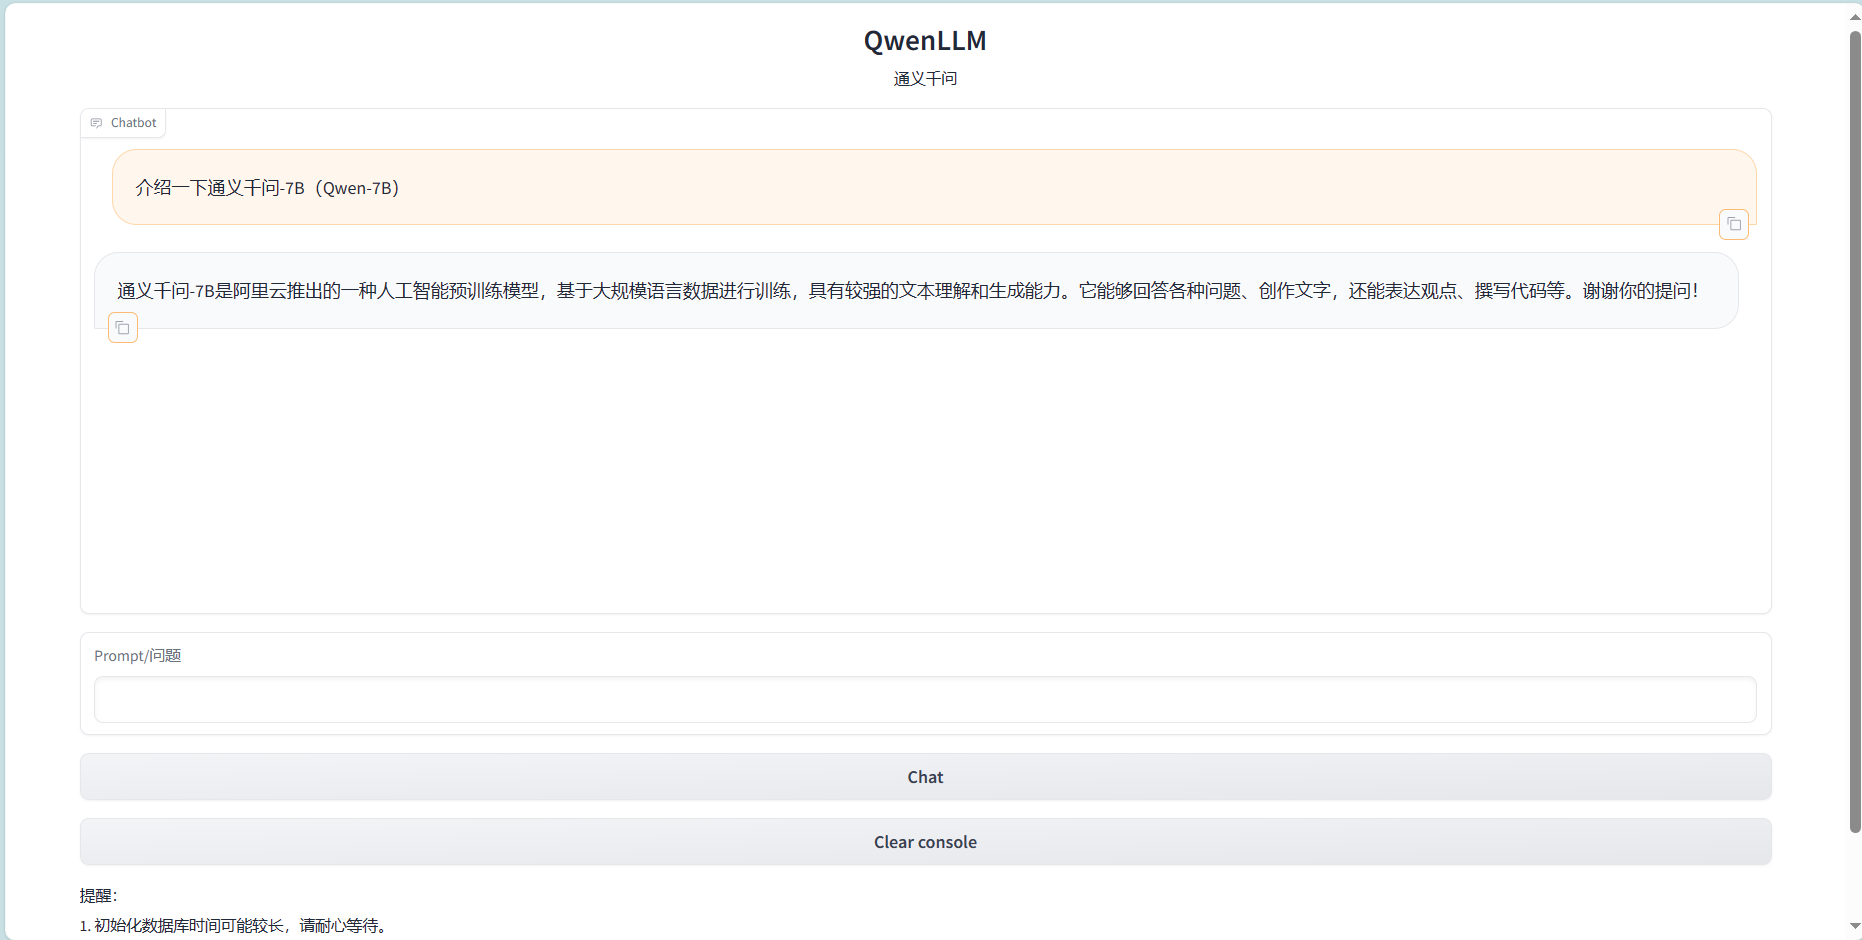 QwenLLM
通义千问
Chatbot
介绍一下通义千问-7B（Qwen-7B）
通义千问-7B是阿里云推出的一种人工智能预训练模型，基于大规模语言数据进行训练，具有较强的文本理解和生成能力。它能够回答各种问题、创作文字，还能表达观点、撰写代码等。谢谢你的提问！
Prompt/问题
Chat
Clear console
提醒：
1. 初始化数据库时间可能较长，请耐心等待。